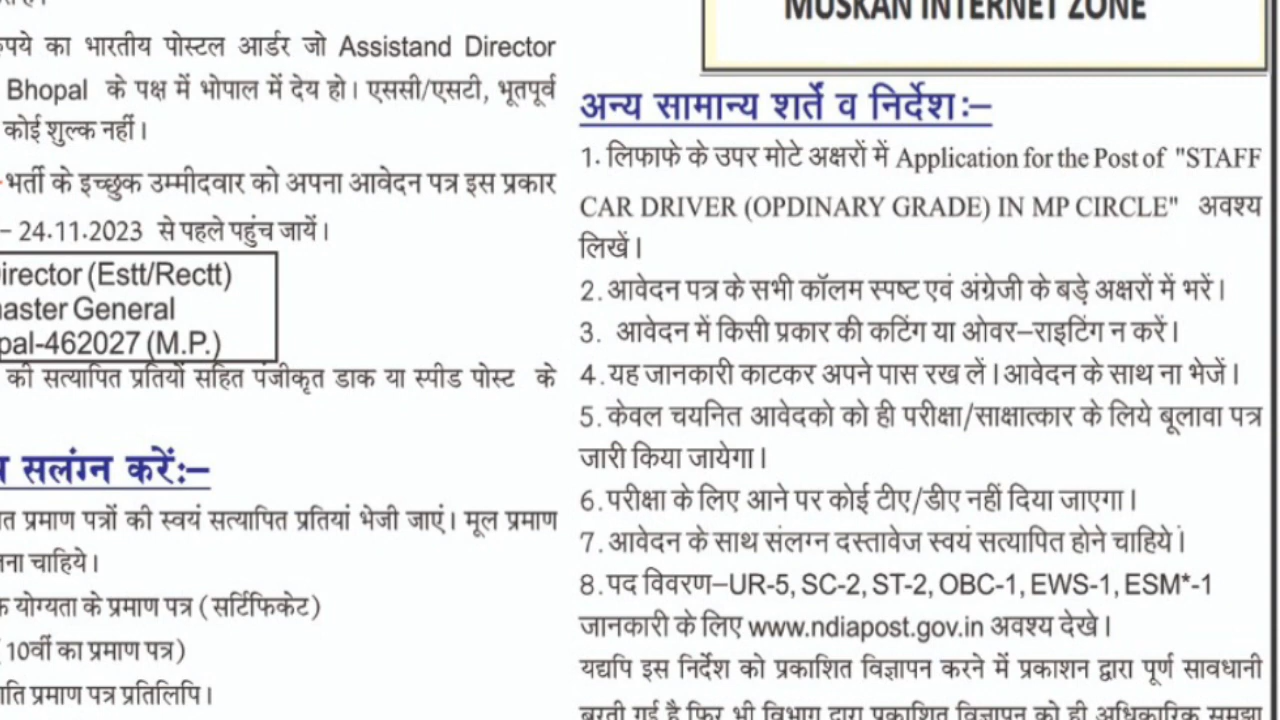 पये का भारतीय पोस्टल आर्डर जो Assistand Director
Bhopal के पक्ष में भोपाल में देय हो। एससी/एसटी, भूतपूर्व
कोई शुल्क नहीं।
भर्ती के इच्छुक उम्मीदवार को अपना आवेदन पत्र इस प्रकार
– 24.11.2023 से पहले पहुंच जायें।
irector (Estt/Rectt)
master General
pal-462027 (M.P.)
की सत्यापित प्रतियों सहित पंजीकृत डाक या स्पीड पोस्ट के
सलंग्न करें:–
त प्रमाण पत्रों की स्वयं सत्यापित प्रतियां भेजी जाएं। मूल प्रमाण
ना चाहिये।
योग्यता के प्रमाण पत्र (सर्टिफिकेट)
10वीं का प्रमाण पत्र)
ति प्रमाण पत्र प्रतिलिपि।
MUSKAN INTERNET ZONE
अन्य सामान्य शर्तें व निर्देश:–
1. लिफाफे के उपर मोटे अक्षरों में Application for the Post of "STAFF
CAR DRIVER (OPDINARY GRADE) IN MP CIRCLE" अवश्य
लिखें।
2. आवेदन पत्र के सभी कॉलम स्पष्ट एवं अंग्रेजी के बड़े अक्षरों में भरें।
3. आवेदन में किसी प्रकार की कटिंग या ओवर–राइटिंग न करें।
4. यह जानकारी काटकर अपने पास रख लें। आवेदन के साथ ना भेजें।
5. केवल चयनित आवेदको को ही परीक्षा/साक्षात्कार के लिये बूलावा पत्र
जारी किया जायेगा।
6. परीक्षा के लिए आने पर कोई टीए/डीए नहीं दिया जाएगा।
7. आवेदन के साथ संलग्न दस्तावेज स्वयं सत्यापित होने चाहिये।
8. पद विवरण–UR-5, SC-2, ST-2, OBC-1, EWS-1, ESM*-1
जानकारी के लिए www.ndiapost.gov.in अवश्य देखे।
यद्यपि इस निर्देश को प्रकाशित विज्ञापन करने में प्रकाशन द्वारा पूर्ण सावधानी
बरती गई है फिर भी विभाग द्वारा प्रकाशित विज्ञापन को ही अधिकारिक समझा